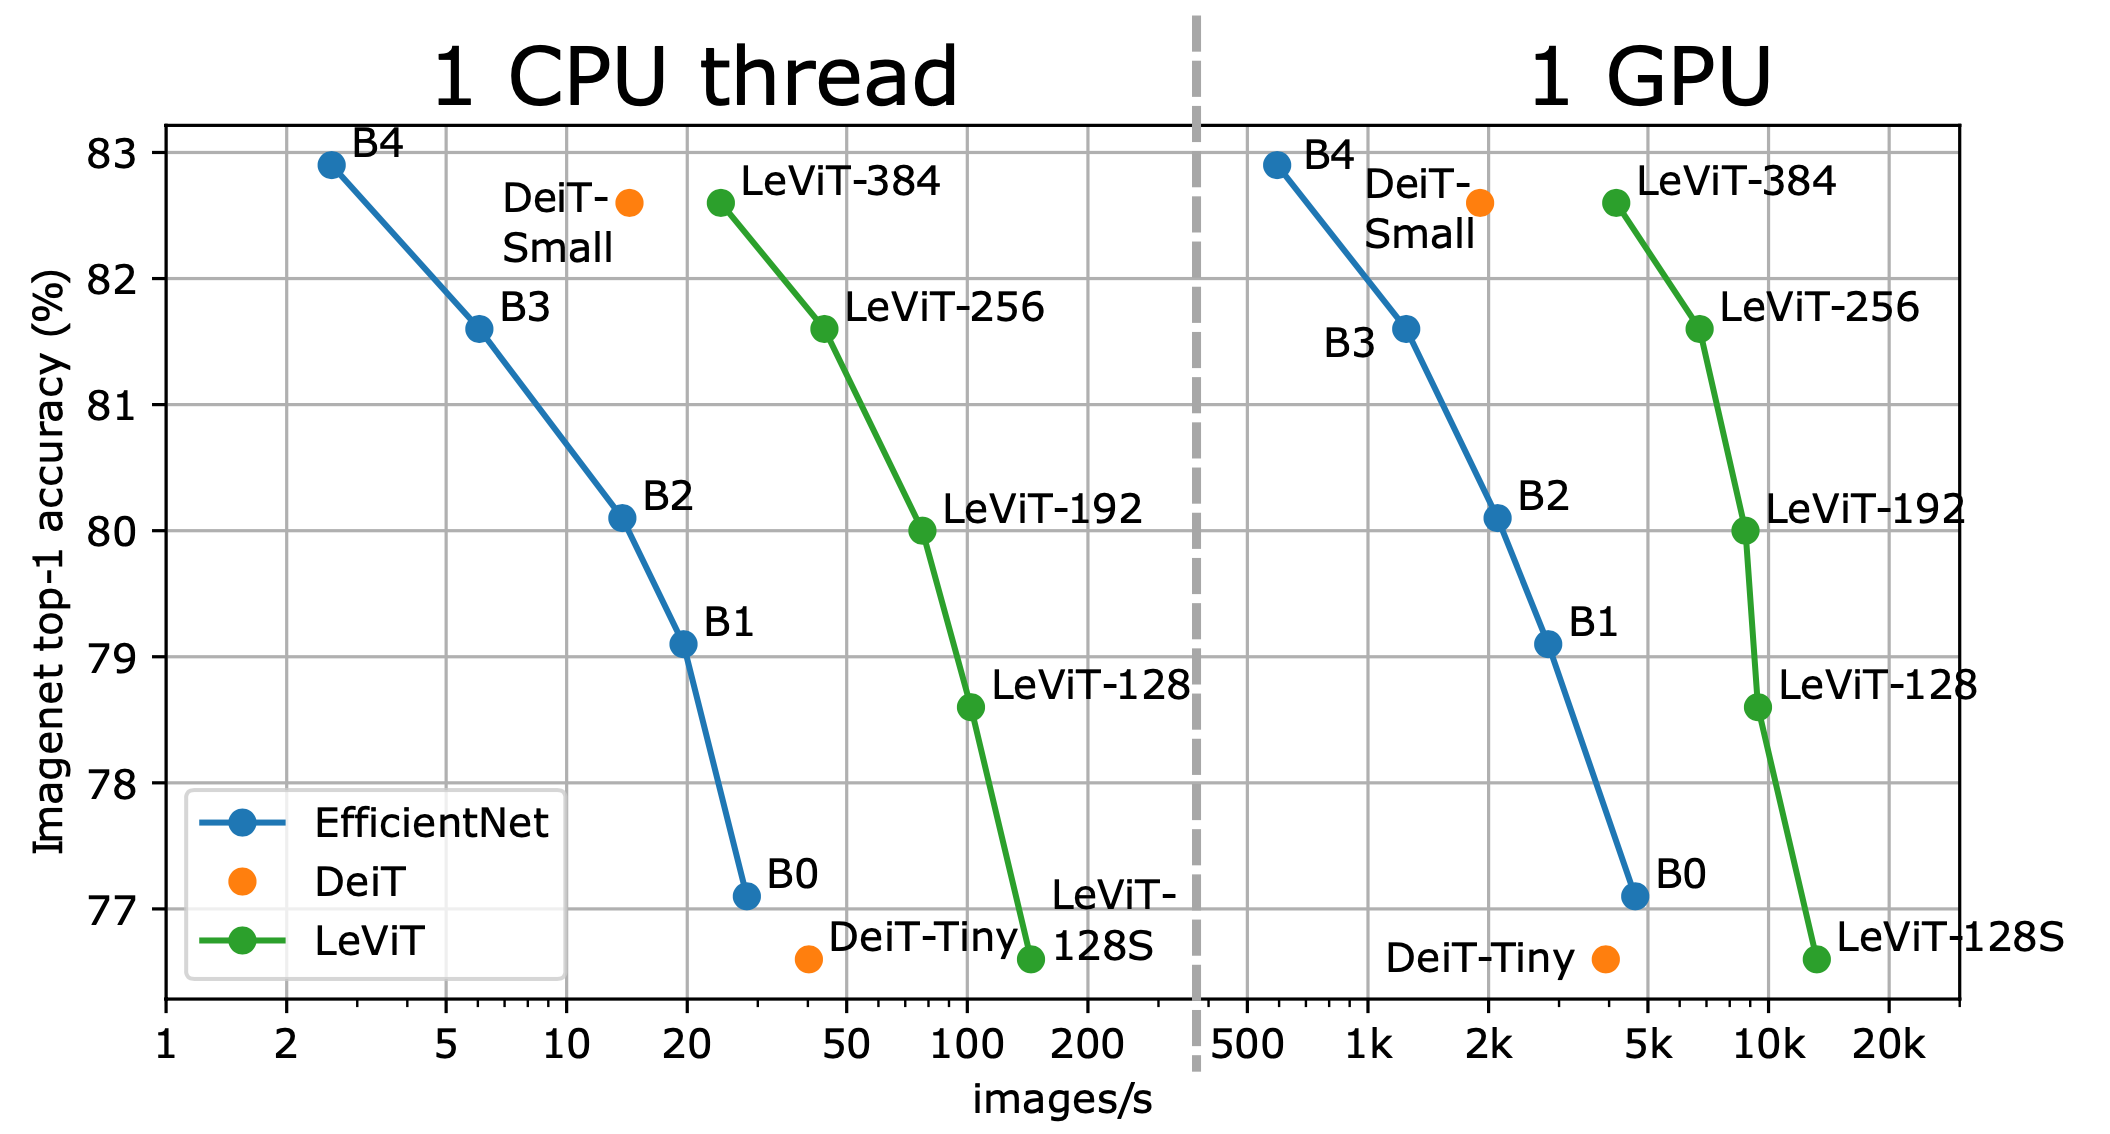 1 CPU thread
1 GPU
Imagenet top-1 accuracy (%)
83
82
81
80
79
78
77
B4
DeiT-
Small
LeViT-384
B3
LeViT-256
B2
LeViT-192
B1
LeViT-128
B0
DeiT-Tiny
LeViT-
128S
EfficientNet
DeiT
LeViT
B4
DeiT-
Small
LeViT-384
B3
LeViT-256
B2
LeViT-192
B1
LeViT-128
B0
DeiT-Tiny
LeViT-128S
1 2 5 10 20 50 100 200 500 1k 2k 5k 10k 20k
images/s